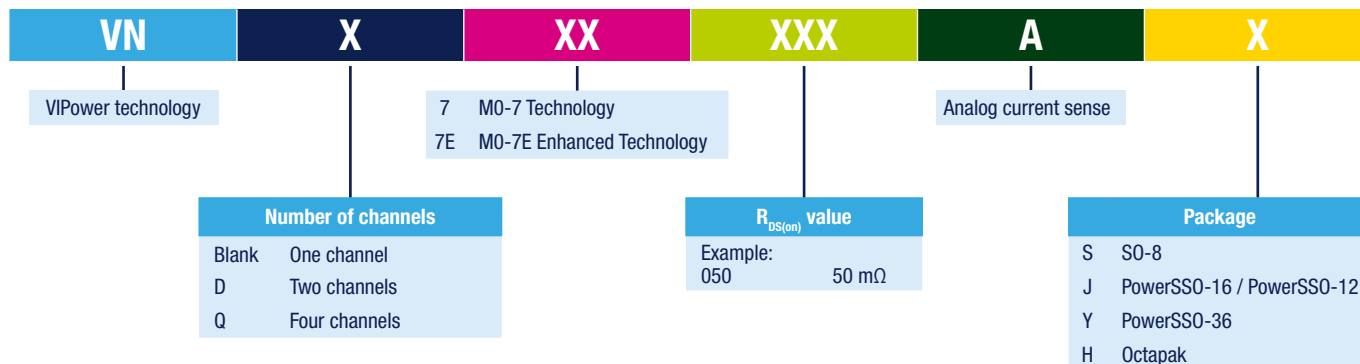 VN X XX XXX A X
VIPower technology
7 M0-7 Technology
7E M0-7E Enhanced Technology
Analog current sense
Number of channels
Blank One channel
D Two channels
Q Four channels
RDS(on) value
Example:
050 50 mΩ
Package
S SO-8
J PowerSSO-16 / PowerSSO-12
Y PowerSSO-36
H Octapak